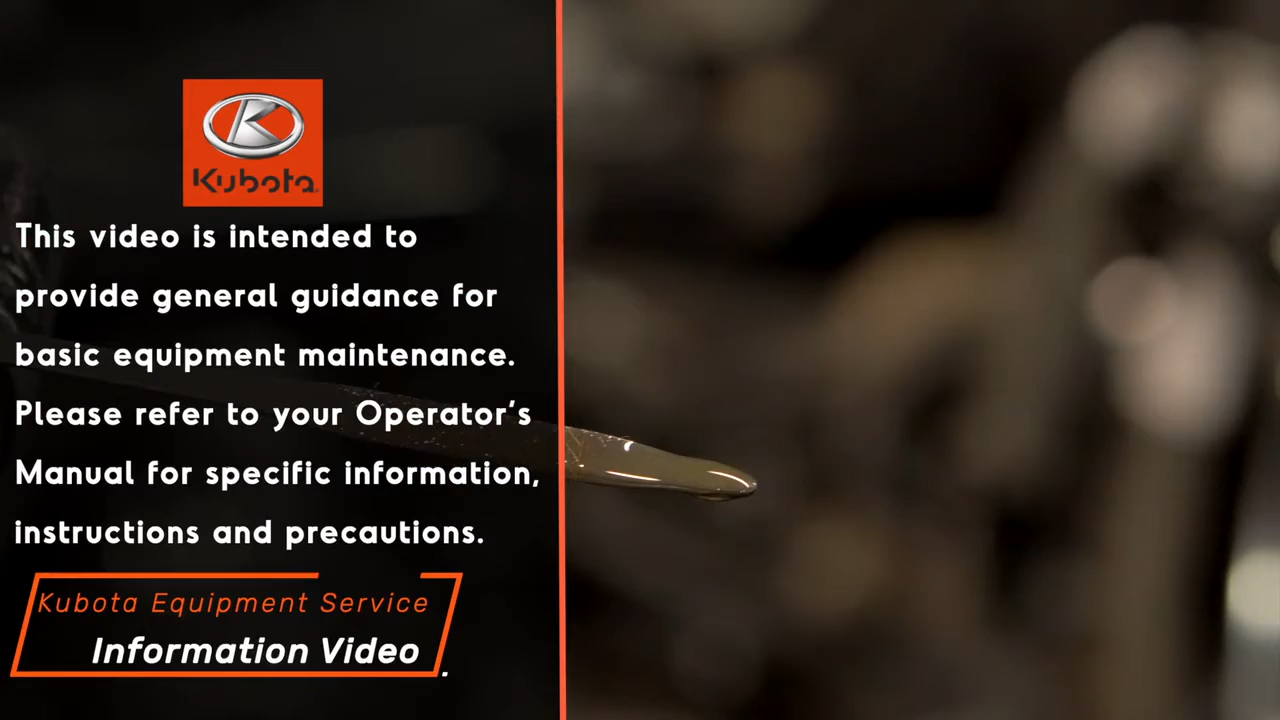 Kubota
This video is intended to
provide general guidance for
basic equipment maintenance.
Please refer to your Operator's
Manual for specific information,
instructions and precautions.
Kubota Equipment Service
Information Video
.